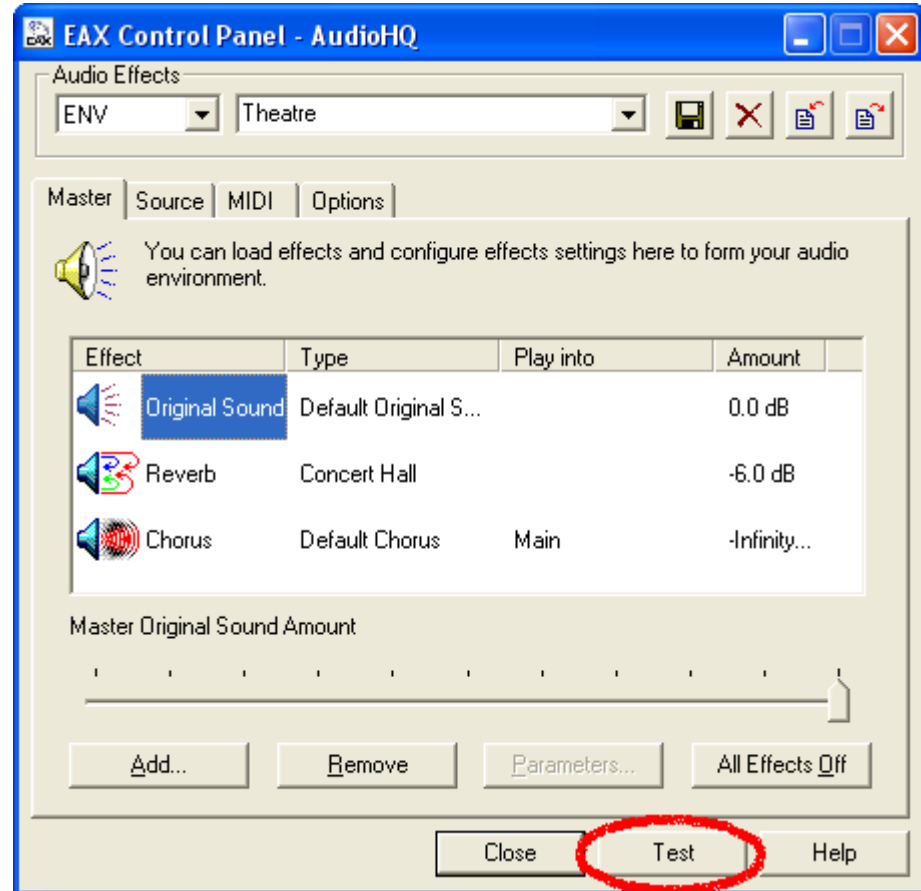 EAX Control Panel - AudioHQ
Audio Effects
ENV Theatre
Master Source MIDI Options
You can load effects and configure effects settings here to form your audio
environment.
Effect Type Play into Amount
Original Sound Default Original S... 0.0 dB
Reverb Concert Hall -6.0 dB
Chorus Default Chorus Main -Infinity...
Master Original Sound Amount
Add... Remove Parameters... All Effects Off
Close Test Help